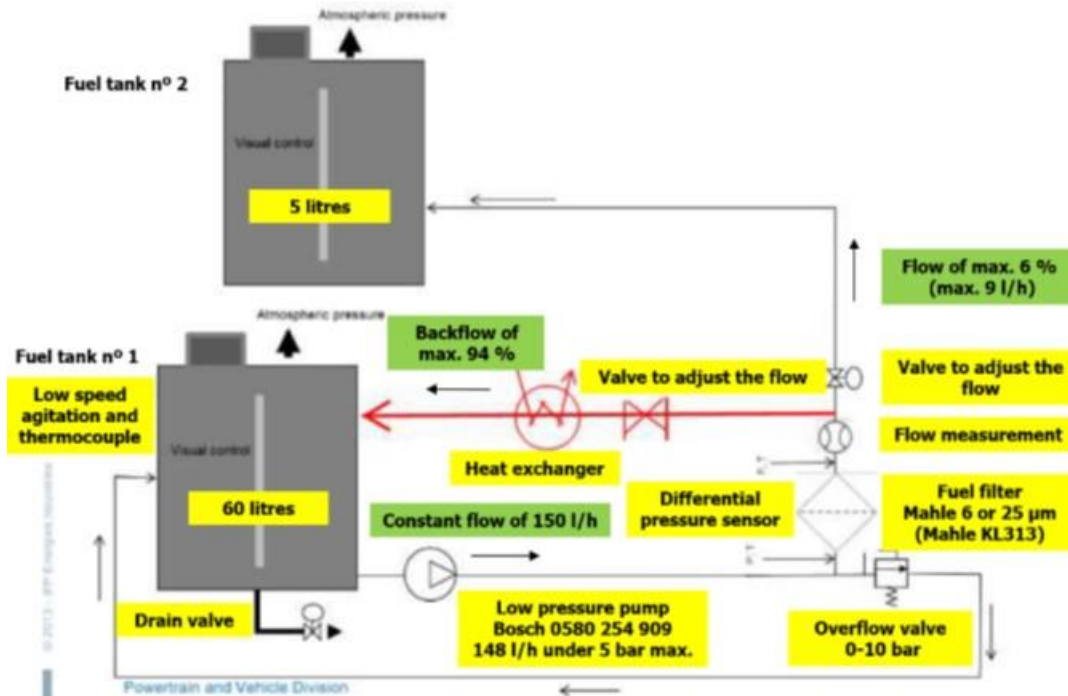 Atmospheric pressure
Fuel tank nº 2
Visual control
5 litres
Flow of max. 6 %
(max. 9 l/h)
Atmospheric pressure
Backflow of
max. 94 %
Fuel tank nº 1
Low speed
agitation and
thermocouple
Valve to adjust the flow
Valve to adjust the
flow
Visual control
Flow measurement
Heat exchanger
P,T
60 litres
Differential
pressure sensor
Fuel filter
Mahle 6 or 25 µm
(Mahle KL313)
Constant flow of 150 l/h
P,T
Drain valve
Low pressure pump
Bosch 0580 254 909
148 l/h under 5 bar max.
Overflow valve
0-10 bar
© 2013 - IFP Energies nouvelles
Powertrain and Vehicle Division